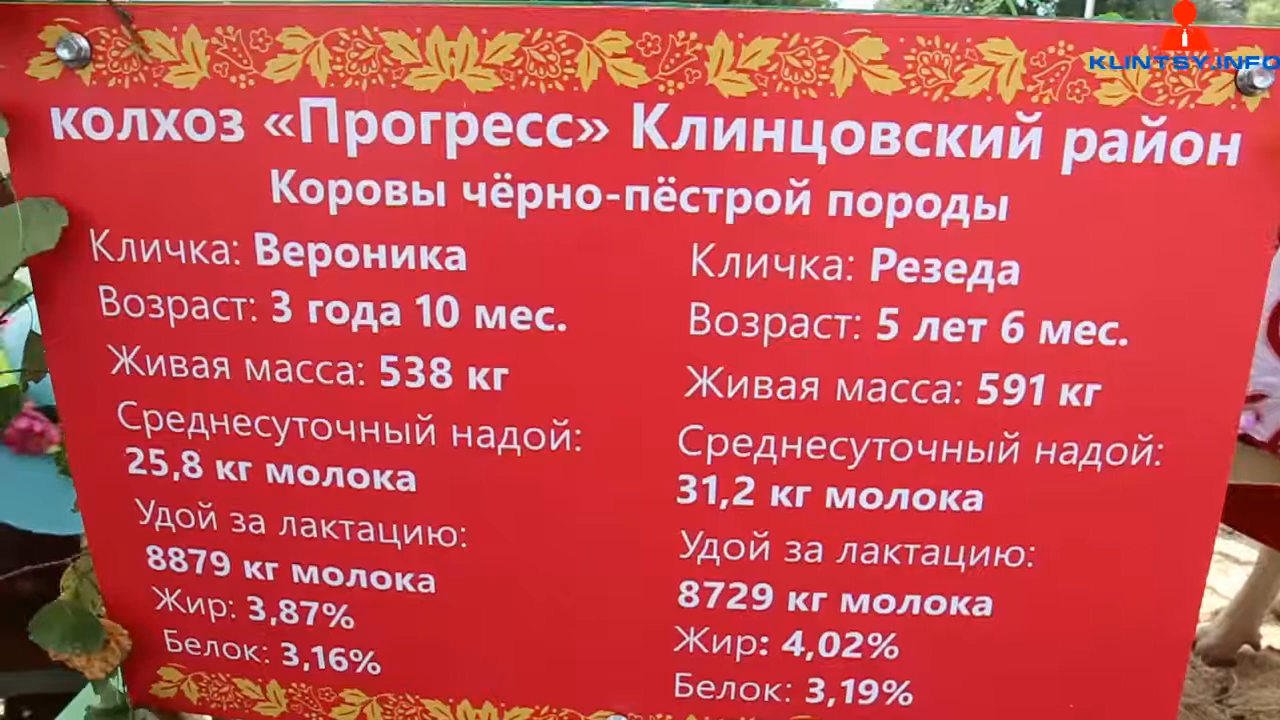 KLINTSY.INFO
колхоз «Прогресс» Клинцовский район
Коровы чёрно-пёстрой породы
Кличка: Вероника
Возраст: 3 года 10 мес.
Живая масса: 538 кг
Среднесуточный надой:
25,8 кг молока
Удой за лактацию:
8879 кг молока
Жир: 3,87%
Белок: 3,16%
Кличка: Резеда
Возраст: 5 лет 6 мес.
Живая масса: 591 кг
Среднесуточный надой:
31,2 кг молока
Удой за лактацию:
8729 кг молока
Жир: 4,02%
Белок: 3,19%